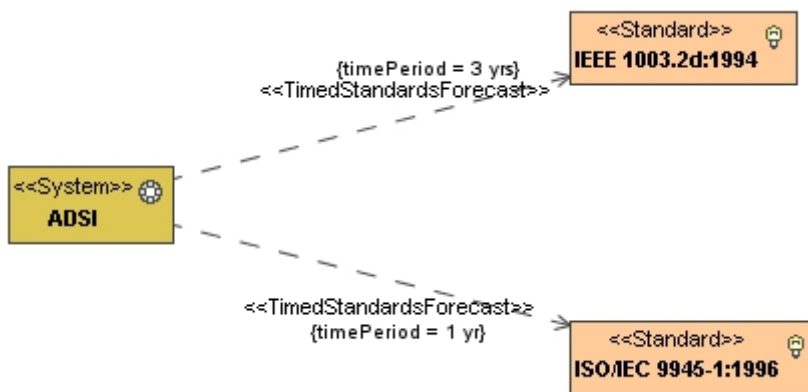 <<Standard>>
IEEE 1003.2d:1994
{timePeriod = 3 yrs}
<<TimedStandardsForecast>>
<<System>>
ADSI
<<TimedStandardsForecast>>
{timePeriod = 1 yr}
<<Standard>>
ISO/IEC 9945-1:1996